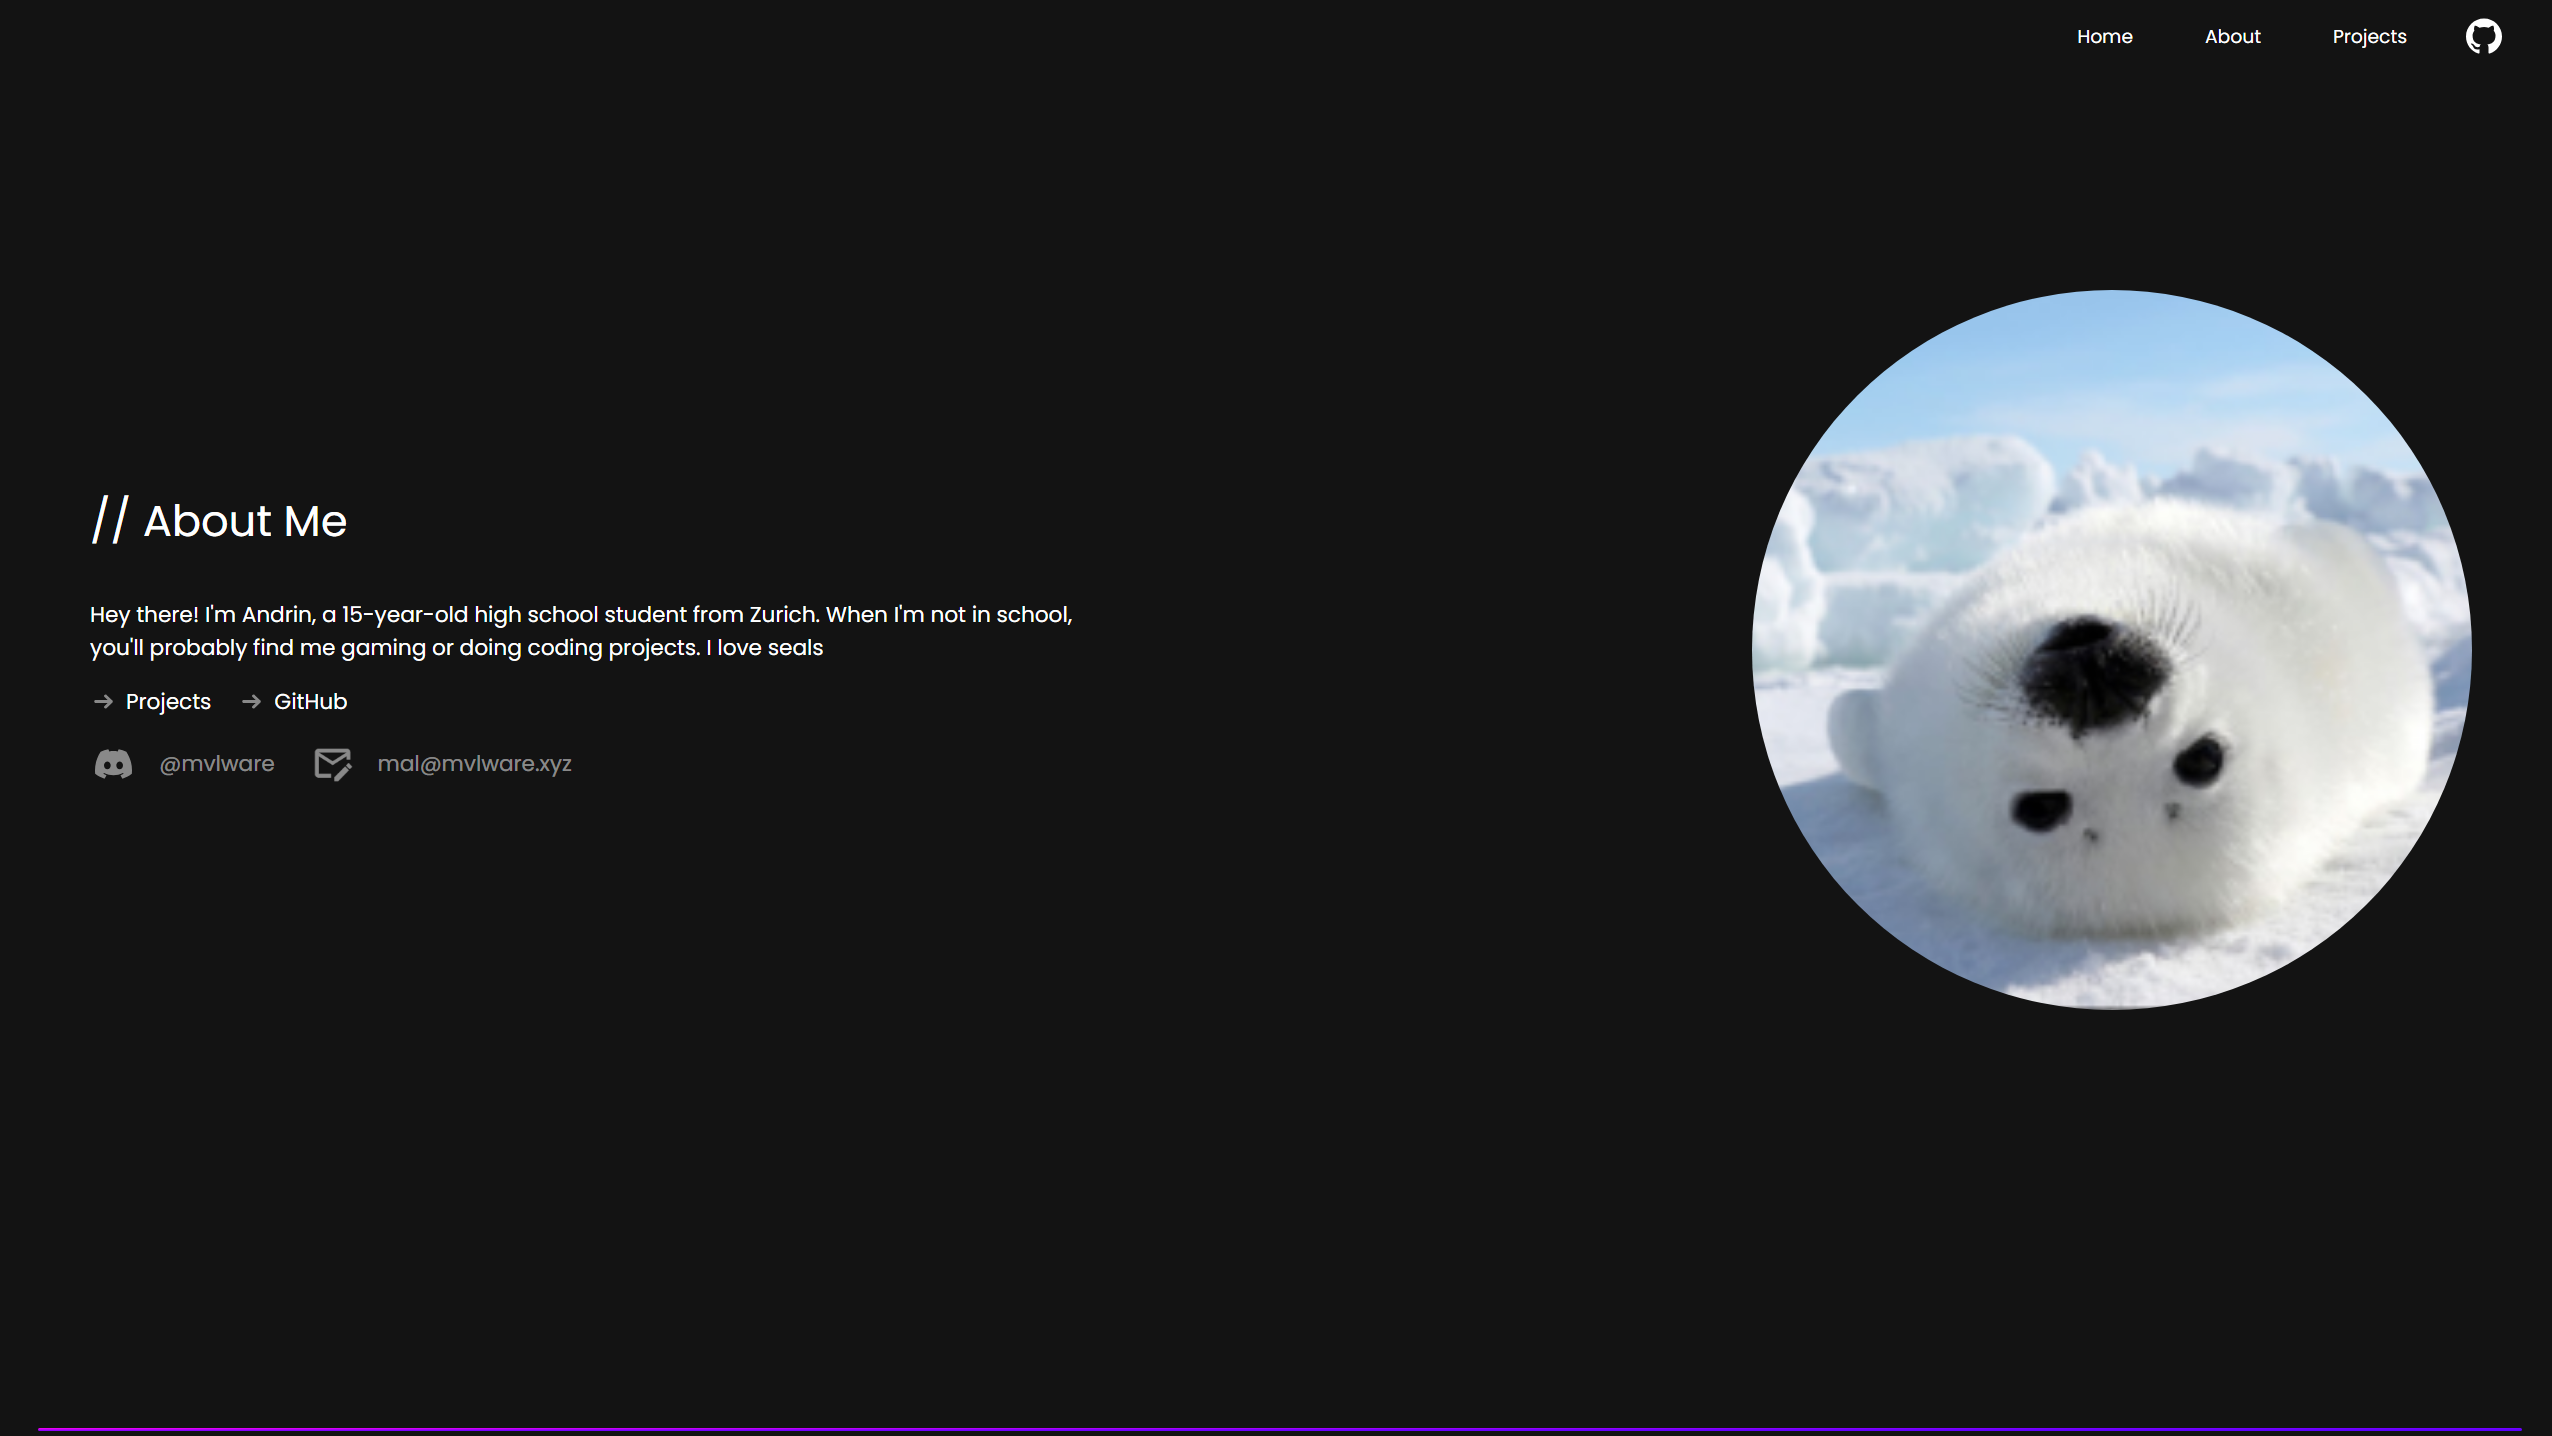 Home About Projects
// About Me
Hey there! I'm Andrin, a 15-year-old high school student from Zurich. When I'm not in school,
you'll probably find me gaming or doing coding projects. I love seals
Projects GitHub
@mvlware mal@mvlware.xyz